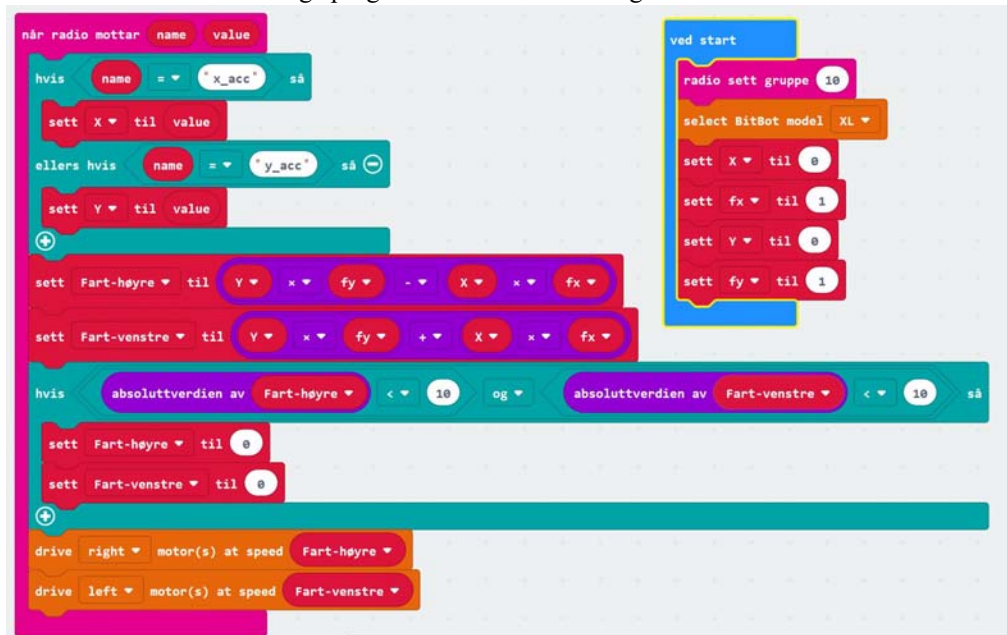 når radio mottar name value
hvis name = "x_acc" så
sett X til value
ellers hvis name = "y_acc" så
sett Y til value
sett Fart-høyre til Y × fy - X × fx
sett Fart-venstre til Y × fy + X × fx
hvis absoluttverdien av Fart-høyre < 10 og absoluttverdien av Fart-venstre < 10 så
sett Fart-høyre til 0
sett Fart-venstre til 0
drive right motor(s) at speed Fart-høyre
drive left motor(s) at speed Fart-venstre
ved start
radio sett gruppe 10
select BitBot model XL
sett X til 0
sett fx til 1
sett Y til 0
sett fy til 1